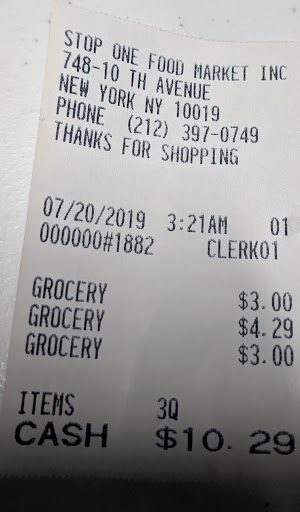 STOP ONE FOOD MARKET INC
748-10 TH AVENUE
NEW YORK NY 10019
PHONE (212) 397-0749
THANKS FOR SHOPPING
07/20/2019 3:21AM 01
000000#1882 CLERK01
GROCERY $3.00
GROCERY $4.29
GROCERY $3.00
ITEMS 3Q
CASH $10.29